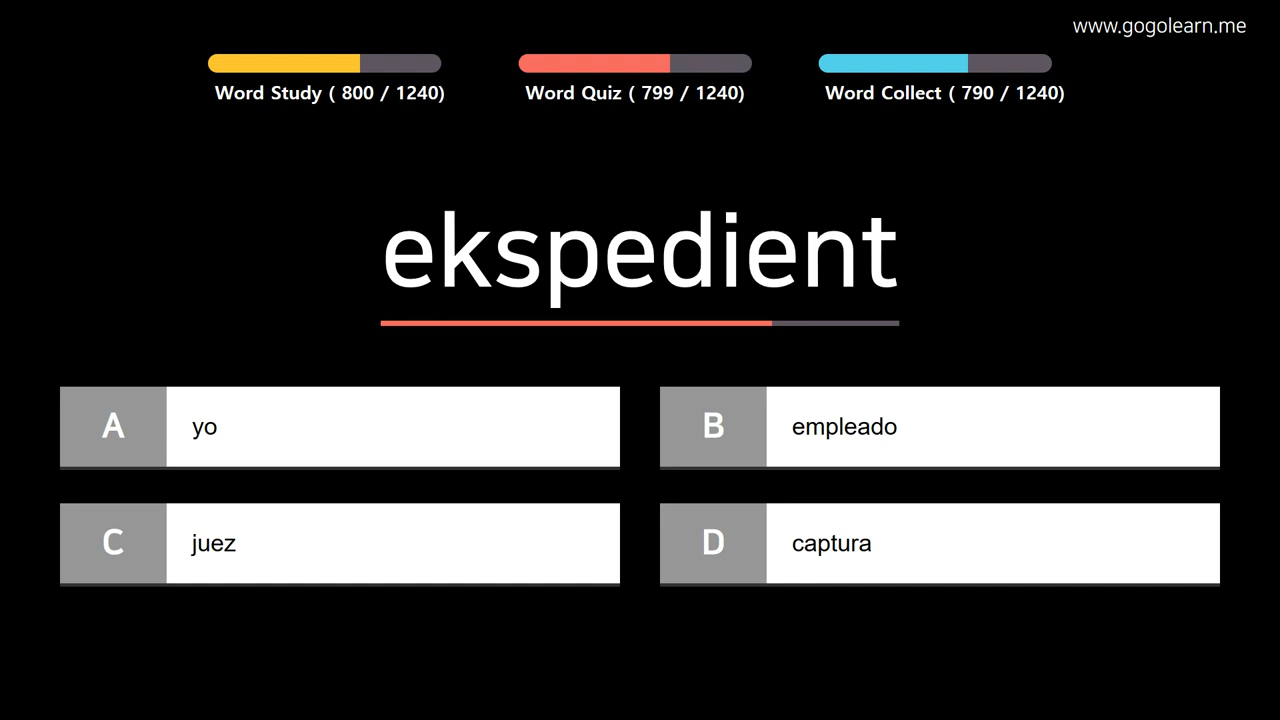 www.gogolearn.me
Word Study ( 800 / 1240)
Word Quiz ( 799 / 1240)
Word Collect ( 790 / 1240)
ekspedient
A yo
B empleado
C juez
D captura